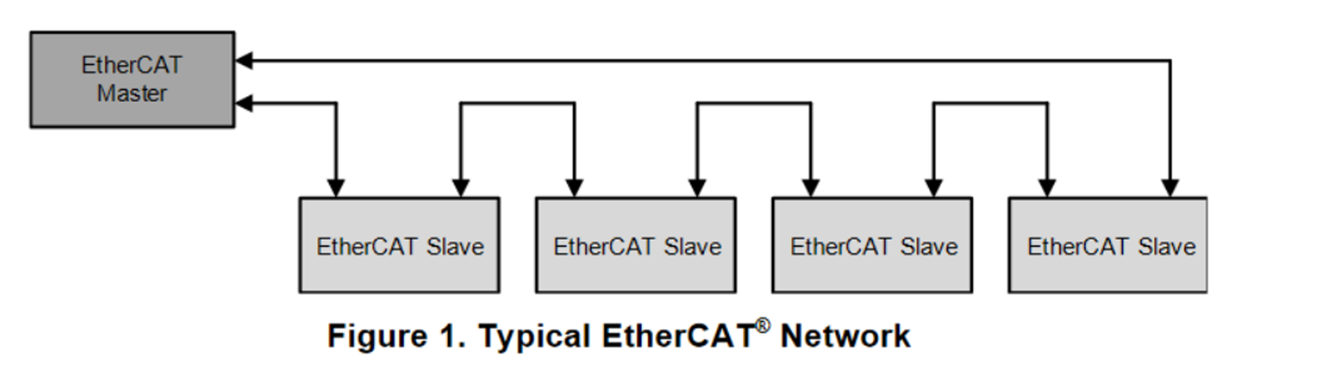 EtherCAT
Master
EtherCAT Slave
EtherCAT Slave
EtherCAT Slave
EtherCAT Slave
Figure 1. Typical EtherCAT® Network